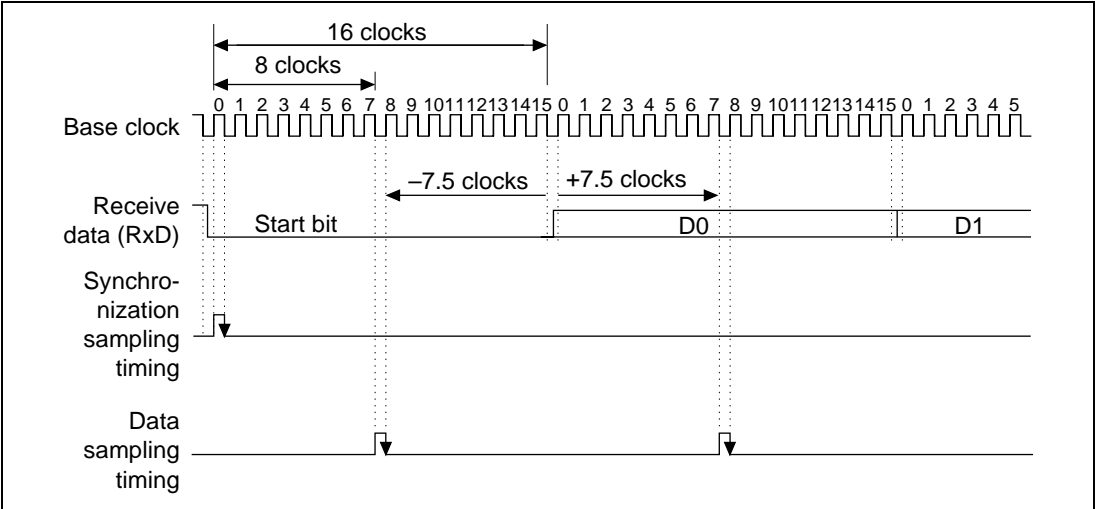 16 clocks
8 clocks
0 1 2 3 4 5 6 7 8 9 10 11 12 13 14 15 0 1 2 3 4 5 6 7 8 9 10 11 12 13 14 15 0 1 2 3 4 5
Base clock
–7.5 clocks +7.5 clocks
Receive
data (RxD)
Start bit D0 D1
Synchro-
nization
sampling
timing
Data
sampling
timing